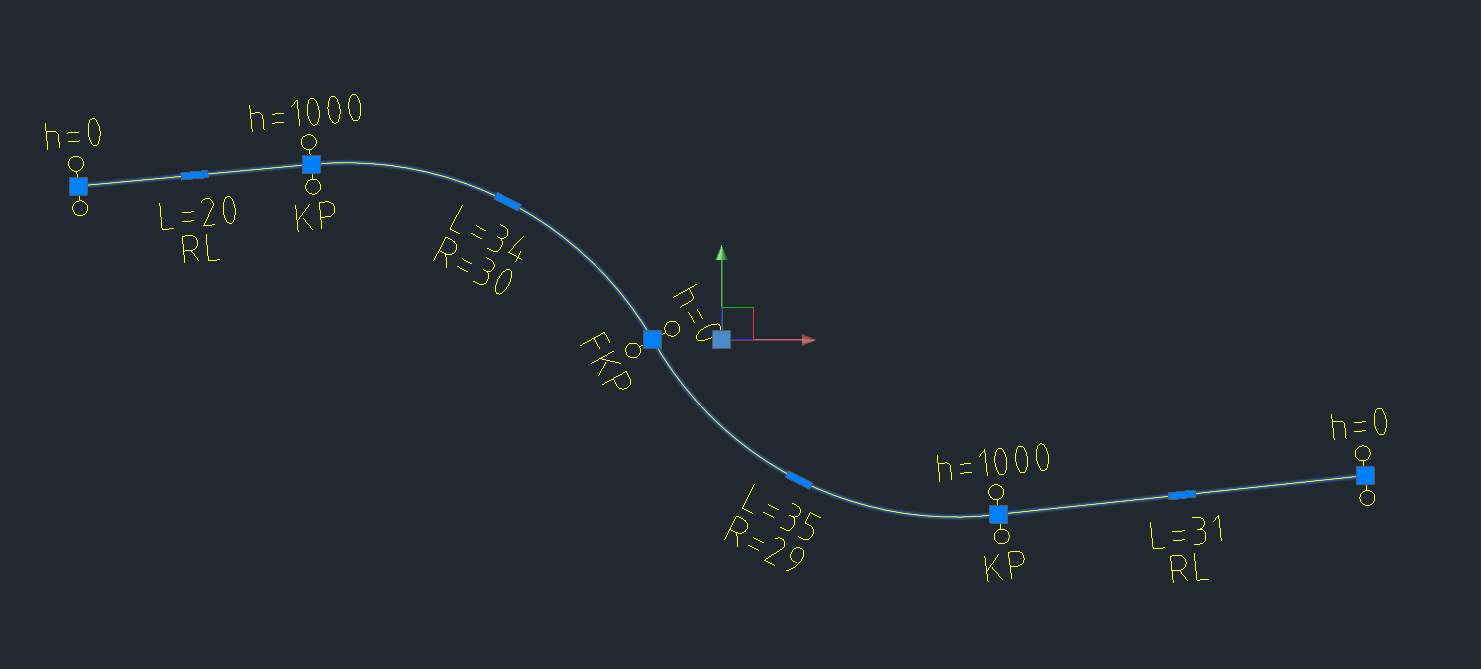 h=0
h=1000
L=20
RL
KP
L=34
R=30
h=0
FKP
L=35
R=29
h=1000
KP
L=31
RL
h=0